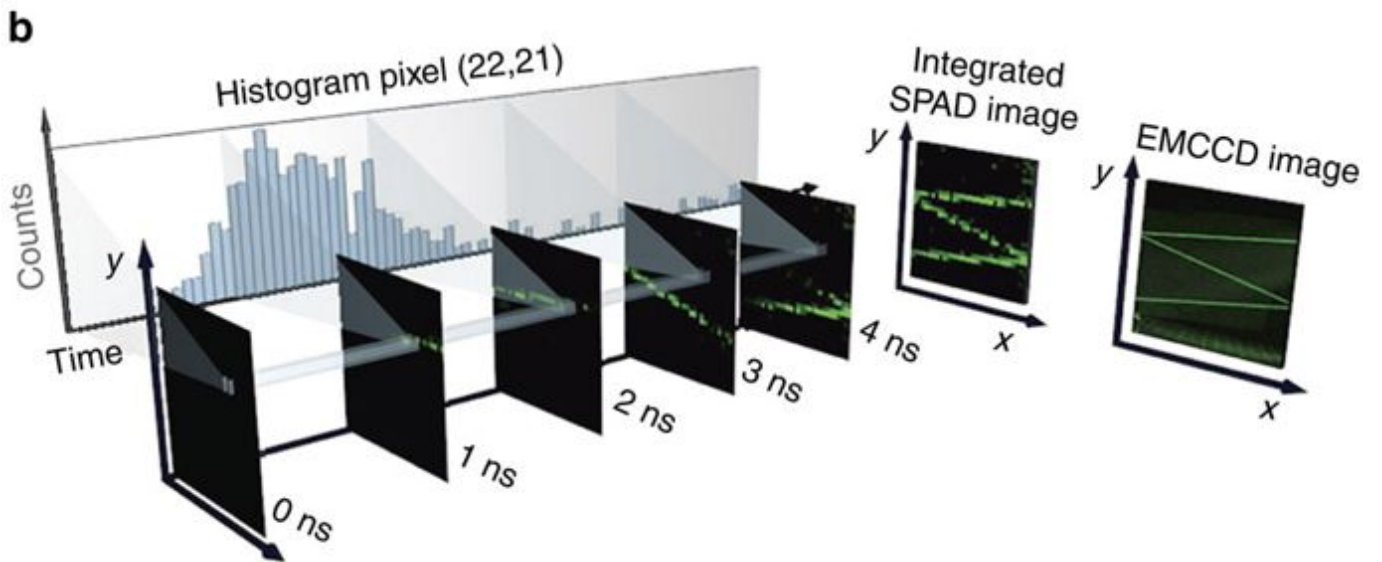 b
Histogram pixel (22,21)
Counts
Time
y
0 ns
1 ns
2 ns
3 ns
4 ns
Integrated
SPAD image
y
x
EMCCD image
y
x